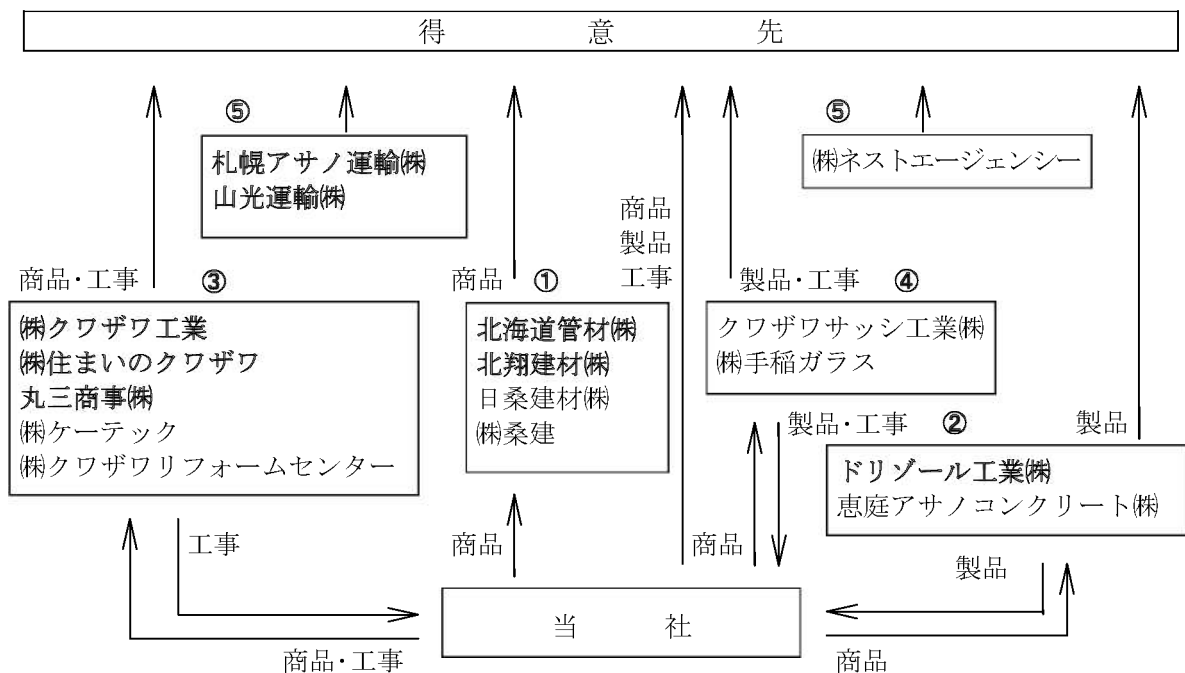 得意先
⑤
札幌アサノ運輸㈱
山光運輸㈱
⑤
㈱ネストエージェンシー
商品
製品
工事
商品・工事 ③
㈱クワザワ工業
㈱住まいのクワザワ
丸三商事㈱
㈱ケーテック
㈱クワザワリフォームセンター
商品 ①
北海道管材㈱
北翔建材㈱
日桑建材㈱
㈱桑建
製品・工事 ④
クワザワサッシ工業㈱
㈱手稲ガラス
製品・工事 ②
製品
ドリゾール工業㈱
恵庭アサノコンクリート㈱
工事
商品
商品
製品
当社
商品・工事
商品